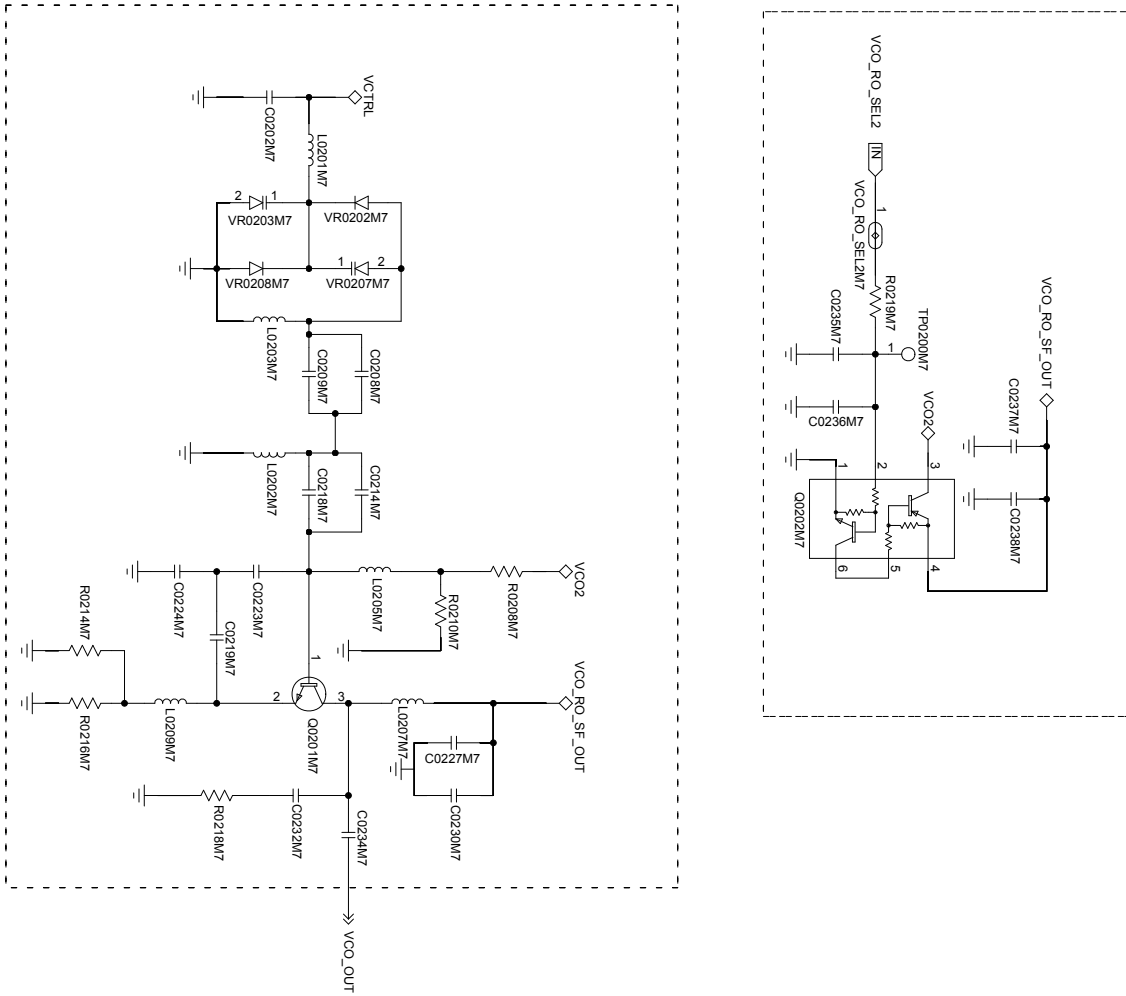 VCTRL
C0202M7
L0201M7
2
1
VR0203M7
VR0202M7
VR0208M7
1
2
VR0207M7
L0203M7
C0209M7
C0208M7
L0202M7
C0218M7
C0214M7
C0224M7
C0223M7
L0205M7
R0210M7
R0208M7
VCO2
R0214M7
C0219M7
1
2
3
Q0201M7
R0216M7
L0209M7
L0207M7
VCO_RO_SF_OUT
C0227M7
C0230M7
R0218M7
C0232M7
C0234M7
VCO_OUT
VCO_RO_SEL2
IN
1
VCO_RO_SEL2M7
R0219M7
C0235M7
1
TP0200M7
C0236M7
VCO2
VCO_RO_SF_OUT
C0237M7
C0238M7
1
2
3
Q0202M7
6
5
4